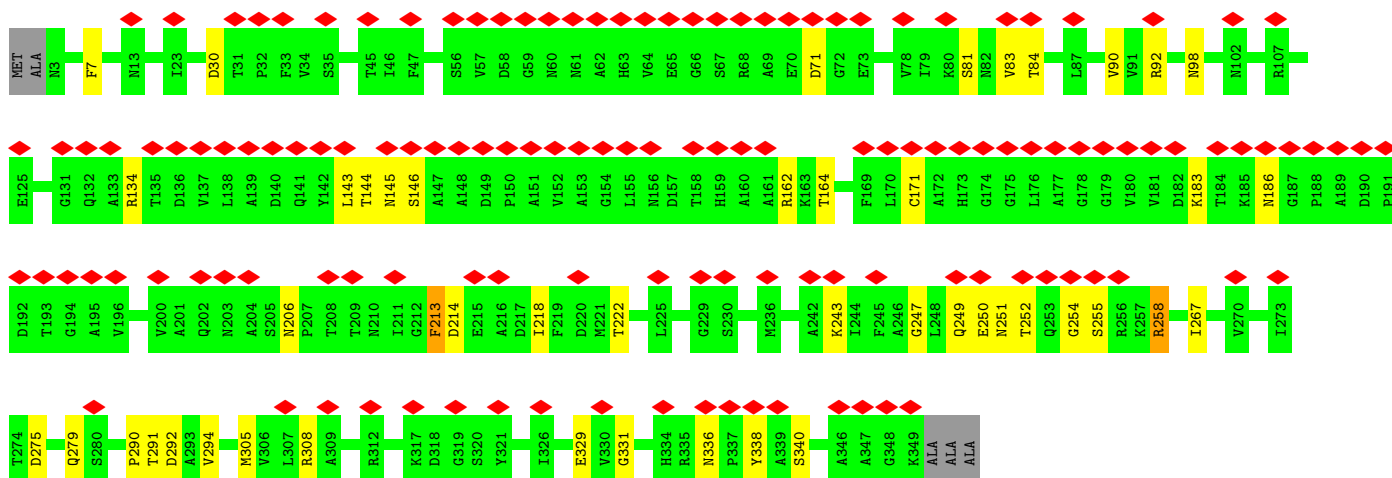 MET ALA N3 F7 N13 I23 D30 T31 P32 F33 V34 S35 T45 I46 F47 S56 V57 D58 G59 N60 N61 A62 H63 V64 E65 G66 S67 R68 A69 E70 D71 G72 E73 V78 I79 K80 S81 N82 V83 T84 L87 V90 V91 R92 N98 N102 R107
E125 G131 Q132 A133 R134 T135 D136 V137 L138 A139 D140 Q141 Y142 L143 T144 N145 S146 A147 A148 D149 P150 A151 V152 A153 G154 L155 N156 D157 T158 H159 A160 A161 R162 K163 T164 F169 L170 C171 A172 H173 G174 G175 L176 A177 G178 G179 V180 V181 D182 K183 T184 K185 N186 G187 P188 A189 D190 P191
D192 T193 G194 A195 V196 V200 A201 Q202 N203 A204 S205 N206 P207 T208 T209 N210 I211 G212 F213 D214 E215 A216 D217 I218 F219 D220 M221 T222 L225 G229 S230 M236 A242 K243 I244 F245 A246 G247 L248 Q249 E250 N251 T252 Q253 G254 S255 R256 K257 R258 I267 V270 I273
T274 D275 Q279 S280 P290 T291 D292 A293 V294 M305 V306 L307 R308 A309 R312 K317 D318 G319 S320 Y321 I326 E329 V330 G331 H334 R335 N336 P337 Y338 A339 S340 A346 A347 G348 K349 ALA ALA ALA